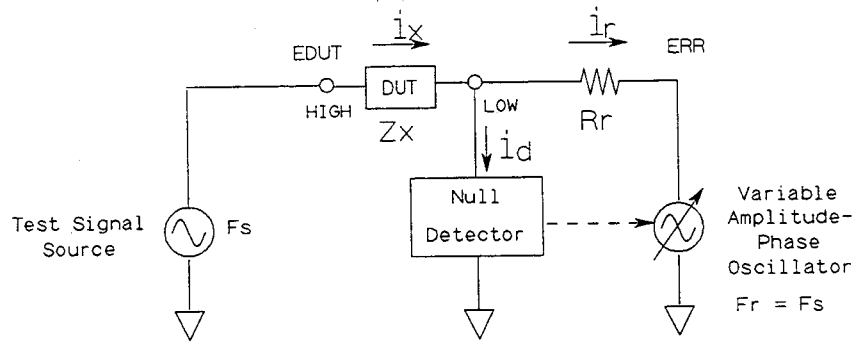 ix
ir
EDUT
ERR
DUT
HIGH
LOW
Zx
Rr
id
Null
Detector
Test Signal
Source
Fs
Variable
Amplitude-
Phase
Oscillator
Fr = Fs